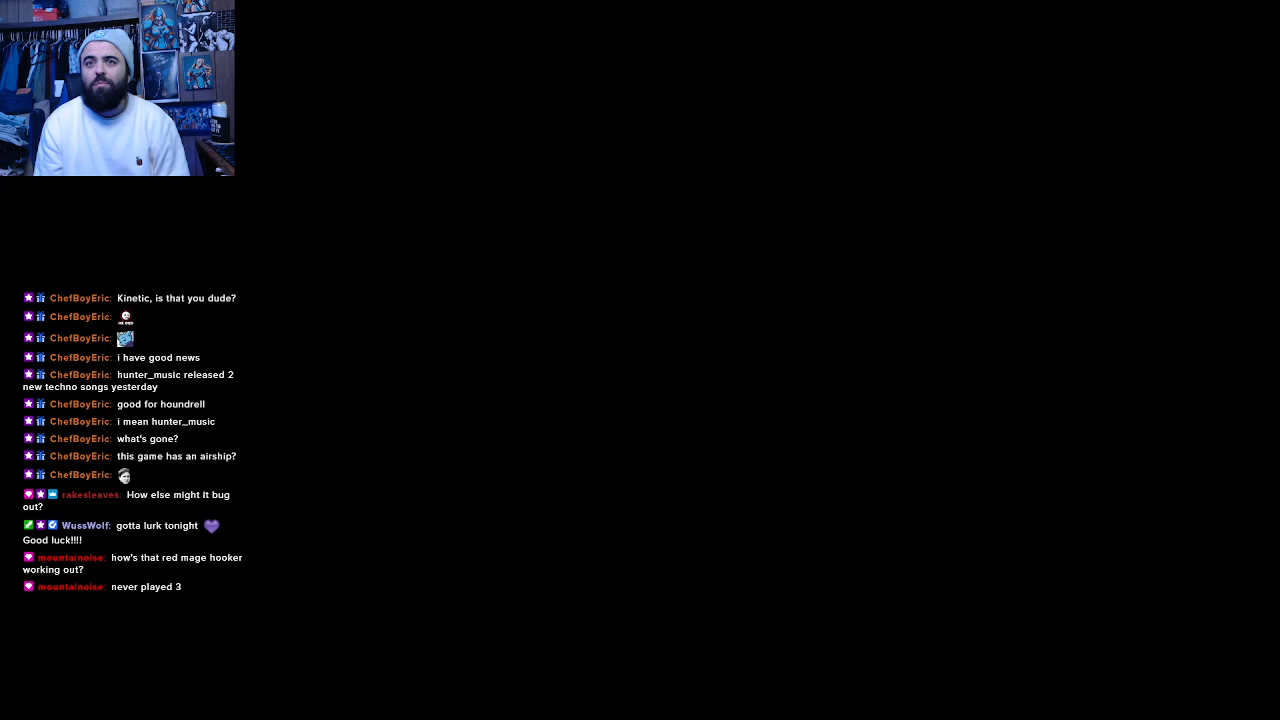 ChefBoyEric: Kinetic, is that you dude?
ChefBoyEric:
ChefBoyEric:
ChefBoyEric: i have good news
ChefBoyEric: hunter_music released 2
new techno songs yesterday
ChefBoyEric: good for houndrell
ChefBoyEric: i mean hunter_music
ChefBoyEric: what's gone?
ChefBoyEric: this game has an airship?
ChefBoyEric:
rakesleaves: How else might it bug
out?
WussWolf: gotta lurk tonight
Good luck!!!!
mountainoise: how's that red mage hooker
working out?
mountainoise: never played 3